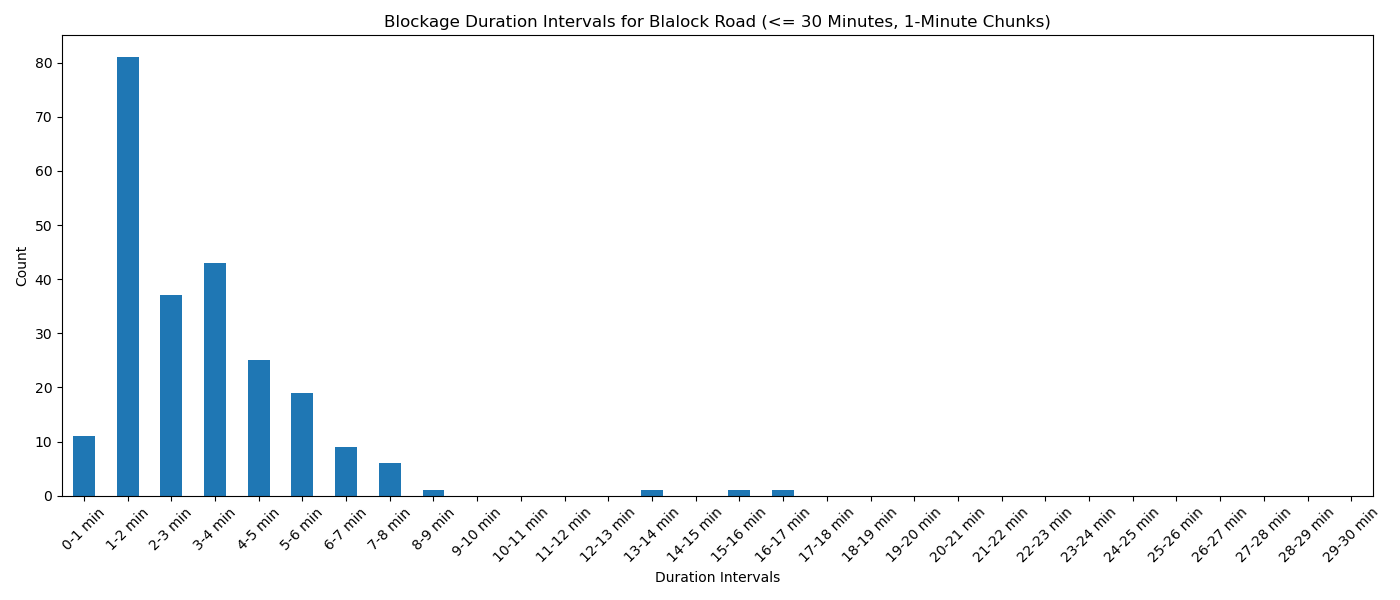 Blockage Duration Intervals for Blalock Road (<= 30 Minutes, 1-Minute Chunks)
Count
80
70
60
50
40
30
20
10
0
0-1 min
1-2 min
2-3 min
3-4 min
4-5 min
5-6 min
6-7 min
7-8 min
8-9 min
9-10 min
10-11 min
11-12 min
12-13 min
13-14 min
14-15 min
15-16 min
16-17 min
17-18 min
18-19 min
19-20 min
20-21 min
21-22 min
22-23 min
23-24 min
24-25 min
25-26 min
26-27 min
27-28 min
28-29 min
29-30 min
Duration Intervals